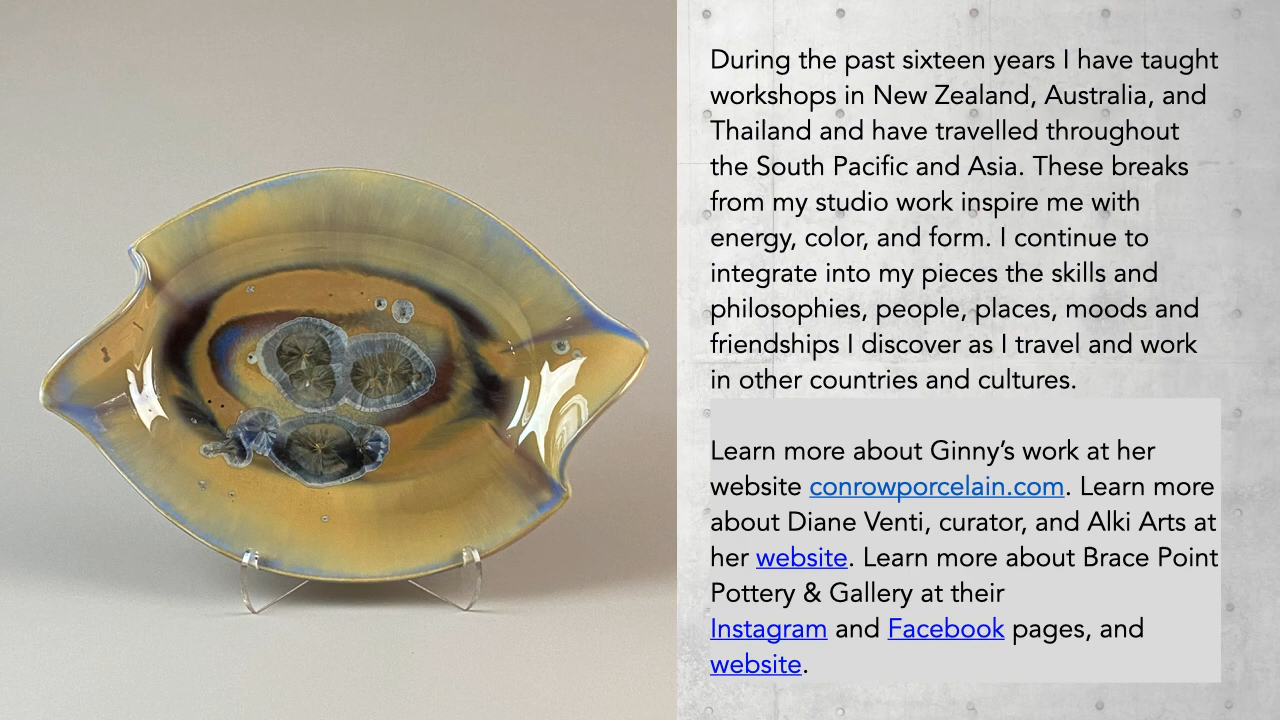 During the past sixteen years I have taught
workshops in New Zealand, Australia, and
Thailand and have travelled throughout
the South Pacific and Asia. These breaks
from my studio work inspire me with
energy, color, and form. I continue to
integrate into my pieces the skills and
philosophies, people, places, moods and
friendships I discover as I travel and work
in other countries and cultures.
Learn more about Ginny’s work at her
website conrowporcelain.com. Learn more
about Diane Venti, curator, and Alki Arts at
her website. Learn more about Brace Point
Pottery & Gallery at their
Instagram and Facebook pages, and
website.